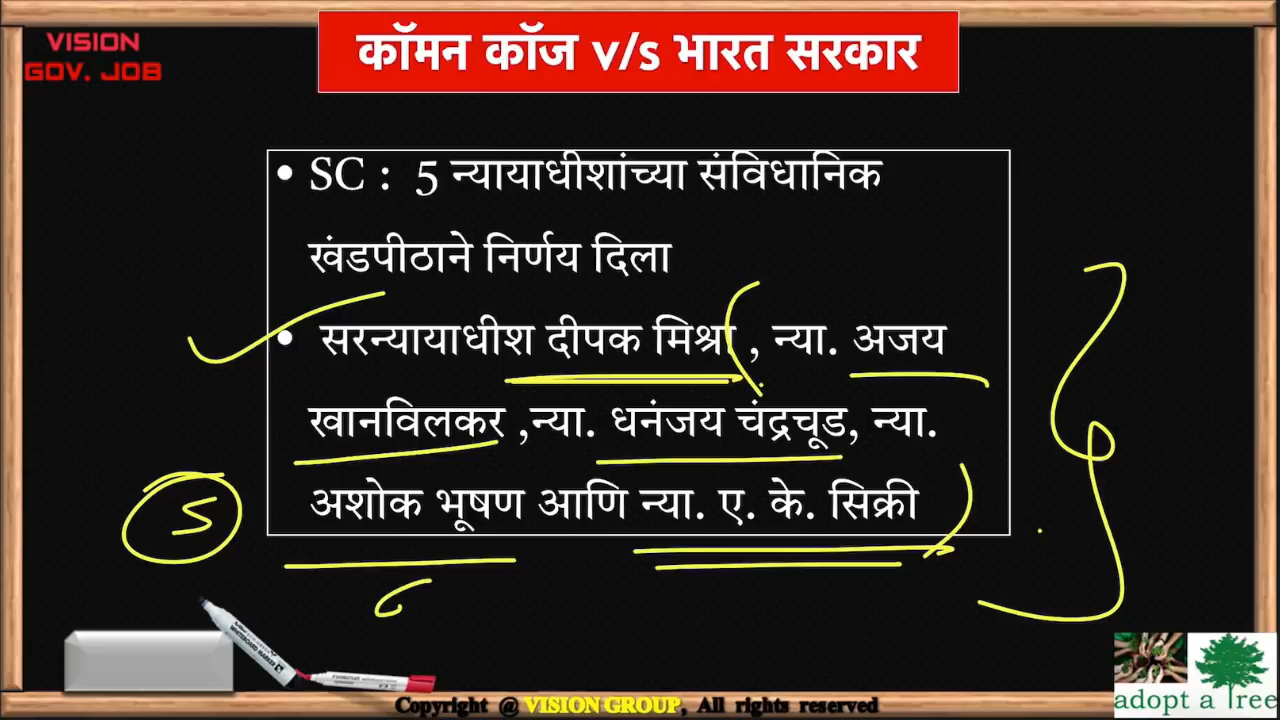 VISION
GOV. JOB
कॉमन कॉज v/s भारत सरकार
• SC : 5 न्यायाधीशांच्या संविधानिक
खंडपीठाने निर्णय दिला
• सरन्यायाधीश दीपक मिश्रा , न्या. अजय
खानविलकर ,न्या. धनंजय चंद्रचूड, न्या.
अशोक भूषण आणि न्या. ए. के. सिक्री
5
Copyright @ VISION GROUP, All rights reserved
adopt a Tree